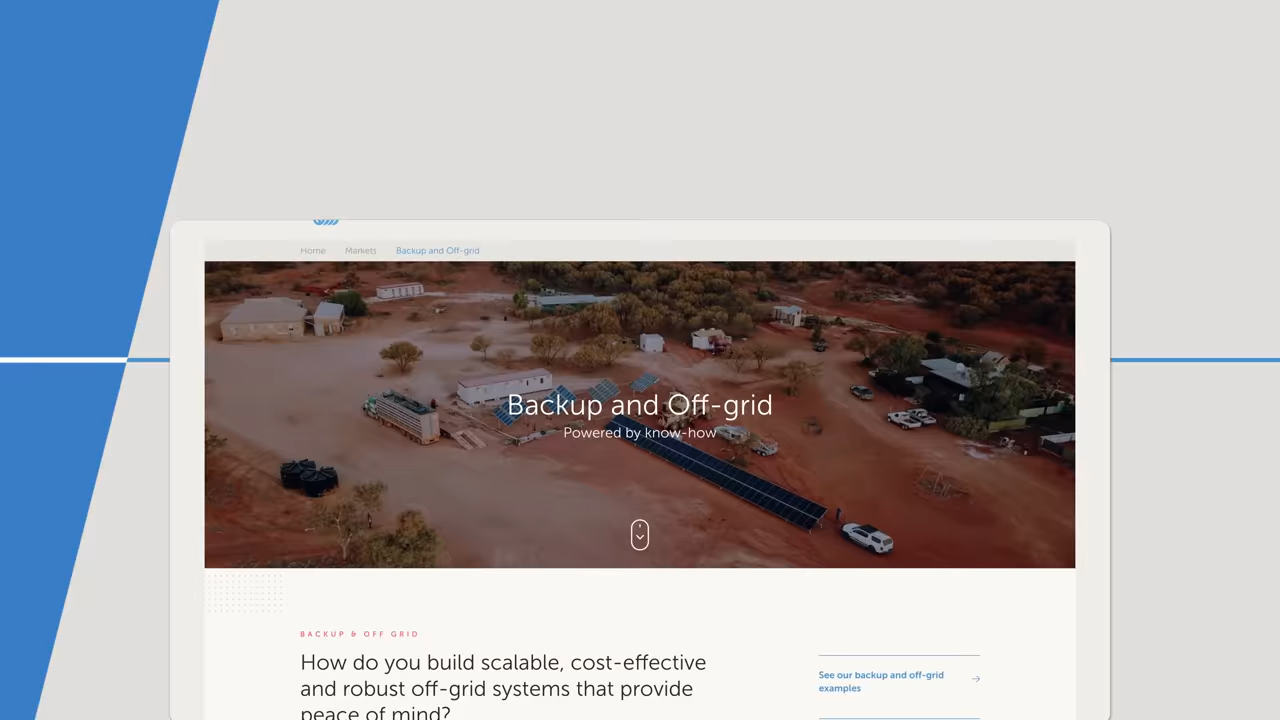 Home Markets Backup and Off-grid
Backup and Off-grid
Powered by know-how
BACKUP & OFF GRID
How do you build scalable, cost-effective
and robust off-grid systems that provide
peace of mind?
See our backup and off-grid
examples